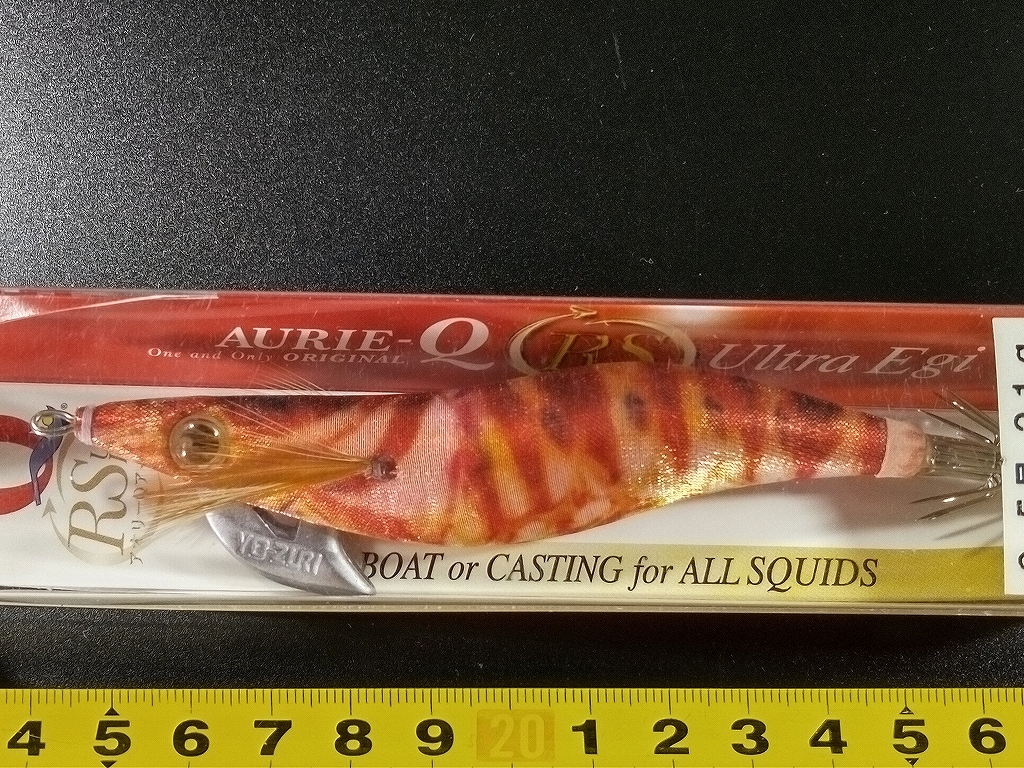 AURIE-Q RS Ultra Egi
One and Only ORIGINAL
RS
YO-ZURI
BOAT or CASTING for ALL SQUIDS
4 5 6 7 8 9 20 1 2 3 4 5 6